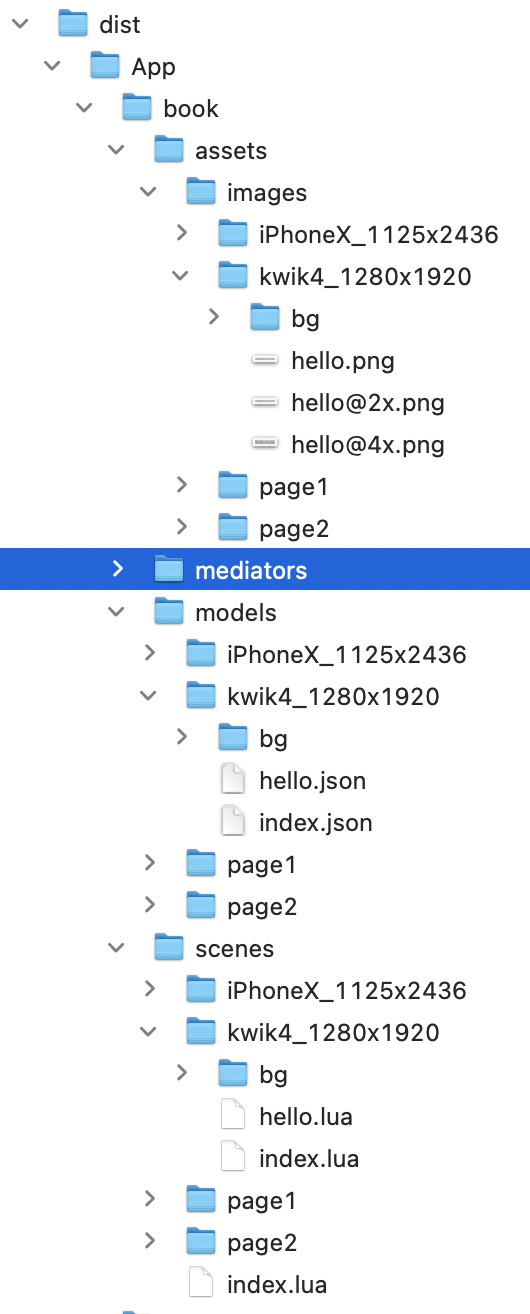 dist
App
book
assets
images
iPhoneX_1125x2436
kwik4_1280x1920
bg
hello.png
hello@2x.png
hello@4x.png
page1
page2
mediators
models
iPhoneX_1125x2436
kwik4_1280x1920
bg
hello.json
index.json
page1
page2
scenes
iPhoneX_1125x2436
kwik4_1280x1920
bg
hello.lua
index.lua
page1
page2
index.lua